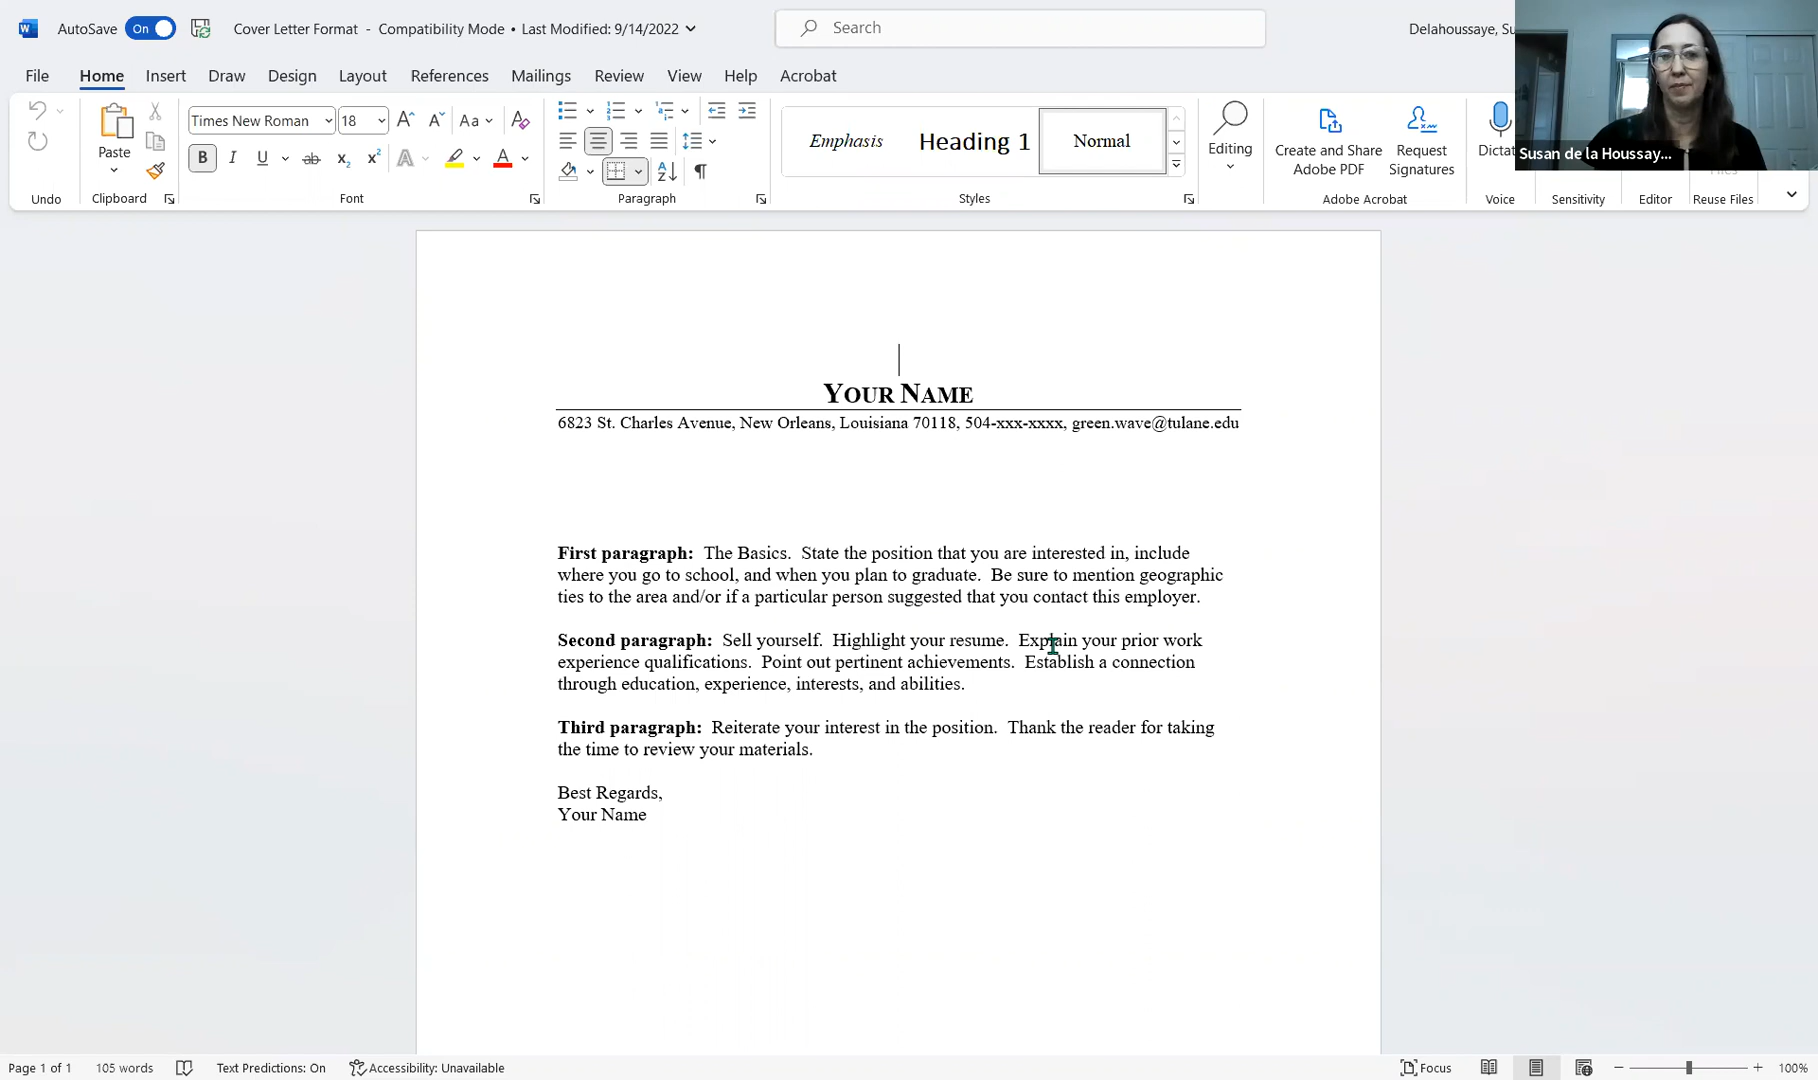 AutoSave On Cover Letter Format - Compatibility Mode • Last Modified: 9/14/2022 Search Delahoussaye, Su
File Home Insert Draw Design Layout References Mailings Review View Help Acrobat
Susan de la Houssay...
Times New Roman 18 Aa
Emphasis Heading 1 Normal
Paste B I U ab x2 x2 A A Editing Create and Share Adobe PDF Request Signatures Dictat
Files
Undo Clipboard Font Paragraph Styles Adobe Acrobat Voice Sensitivity Editor Reuse Files
YOUR NAME
6823 St. Charles Avenue, New Orleans, Louisiana 70118, 504-xxx-xxxx, green.wave@tulane.edu
First paragraph: The Basics. State the position that you are interested in, include
where you go to school, and when you plan to graduate. Be sure to mention geographic
ties to the area and/or if a particular person suggested that you contact this employer.
Second paragraph: Sell yourself. Highlight your resume. Explain your prior work
experience qualifications. Point out pertinent achievements. Establish a connection
through education, experience, interests, and abilities.
Third paragraph: Reiterate your interest in the position. Thank the reader for taking
the time to review your materials.
Best Regards,
Your Name
Page 1 of 1 105 words Text Predictions: On Accessibility: Unavailable Focus 100%